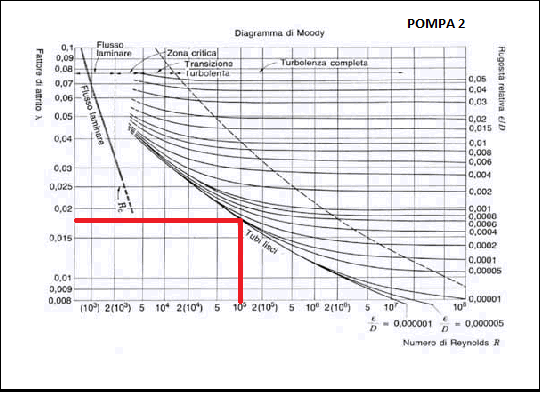 Diagramma di Moody
POMPA 2
Flusso
laminare
Zona critica
Transizione
Turbolenta
Turbolenza completa
Fattore di attrito λ
0,1
0,09
0,08
0,07
0,06
0,05
0,04
0,03
0,025
0,02
0,015
0,01
0.009
0.008
Flusso laminare
Rc
Tubi lisci
Rugosità relativa ε/D
0,05
0,04
0,03
0,02
0,015
0,01
0,008
0,006
0,004
0,002
0,001
0,0004
0,0002
0,0001
0,00005
0,00001
(10³) 2(10³) 5 10⁴ 2(10⁴) 5 10⁵ 2(10⁵) 5 10⁶ 2(10⁶) 5 10⁷ 10⁸
ε/D = 0,000001 ε/D = 0,000005
Numero di Reynolds R